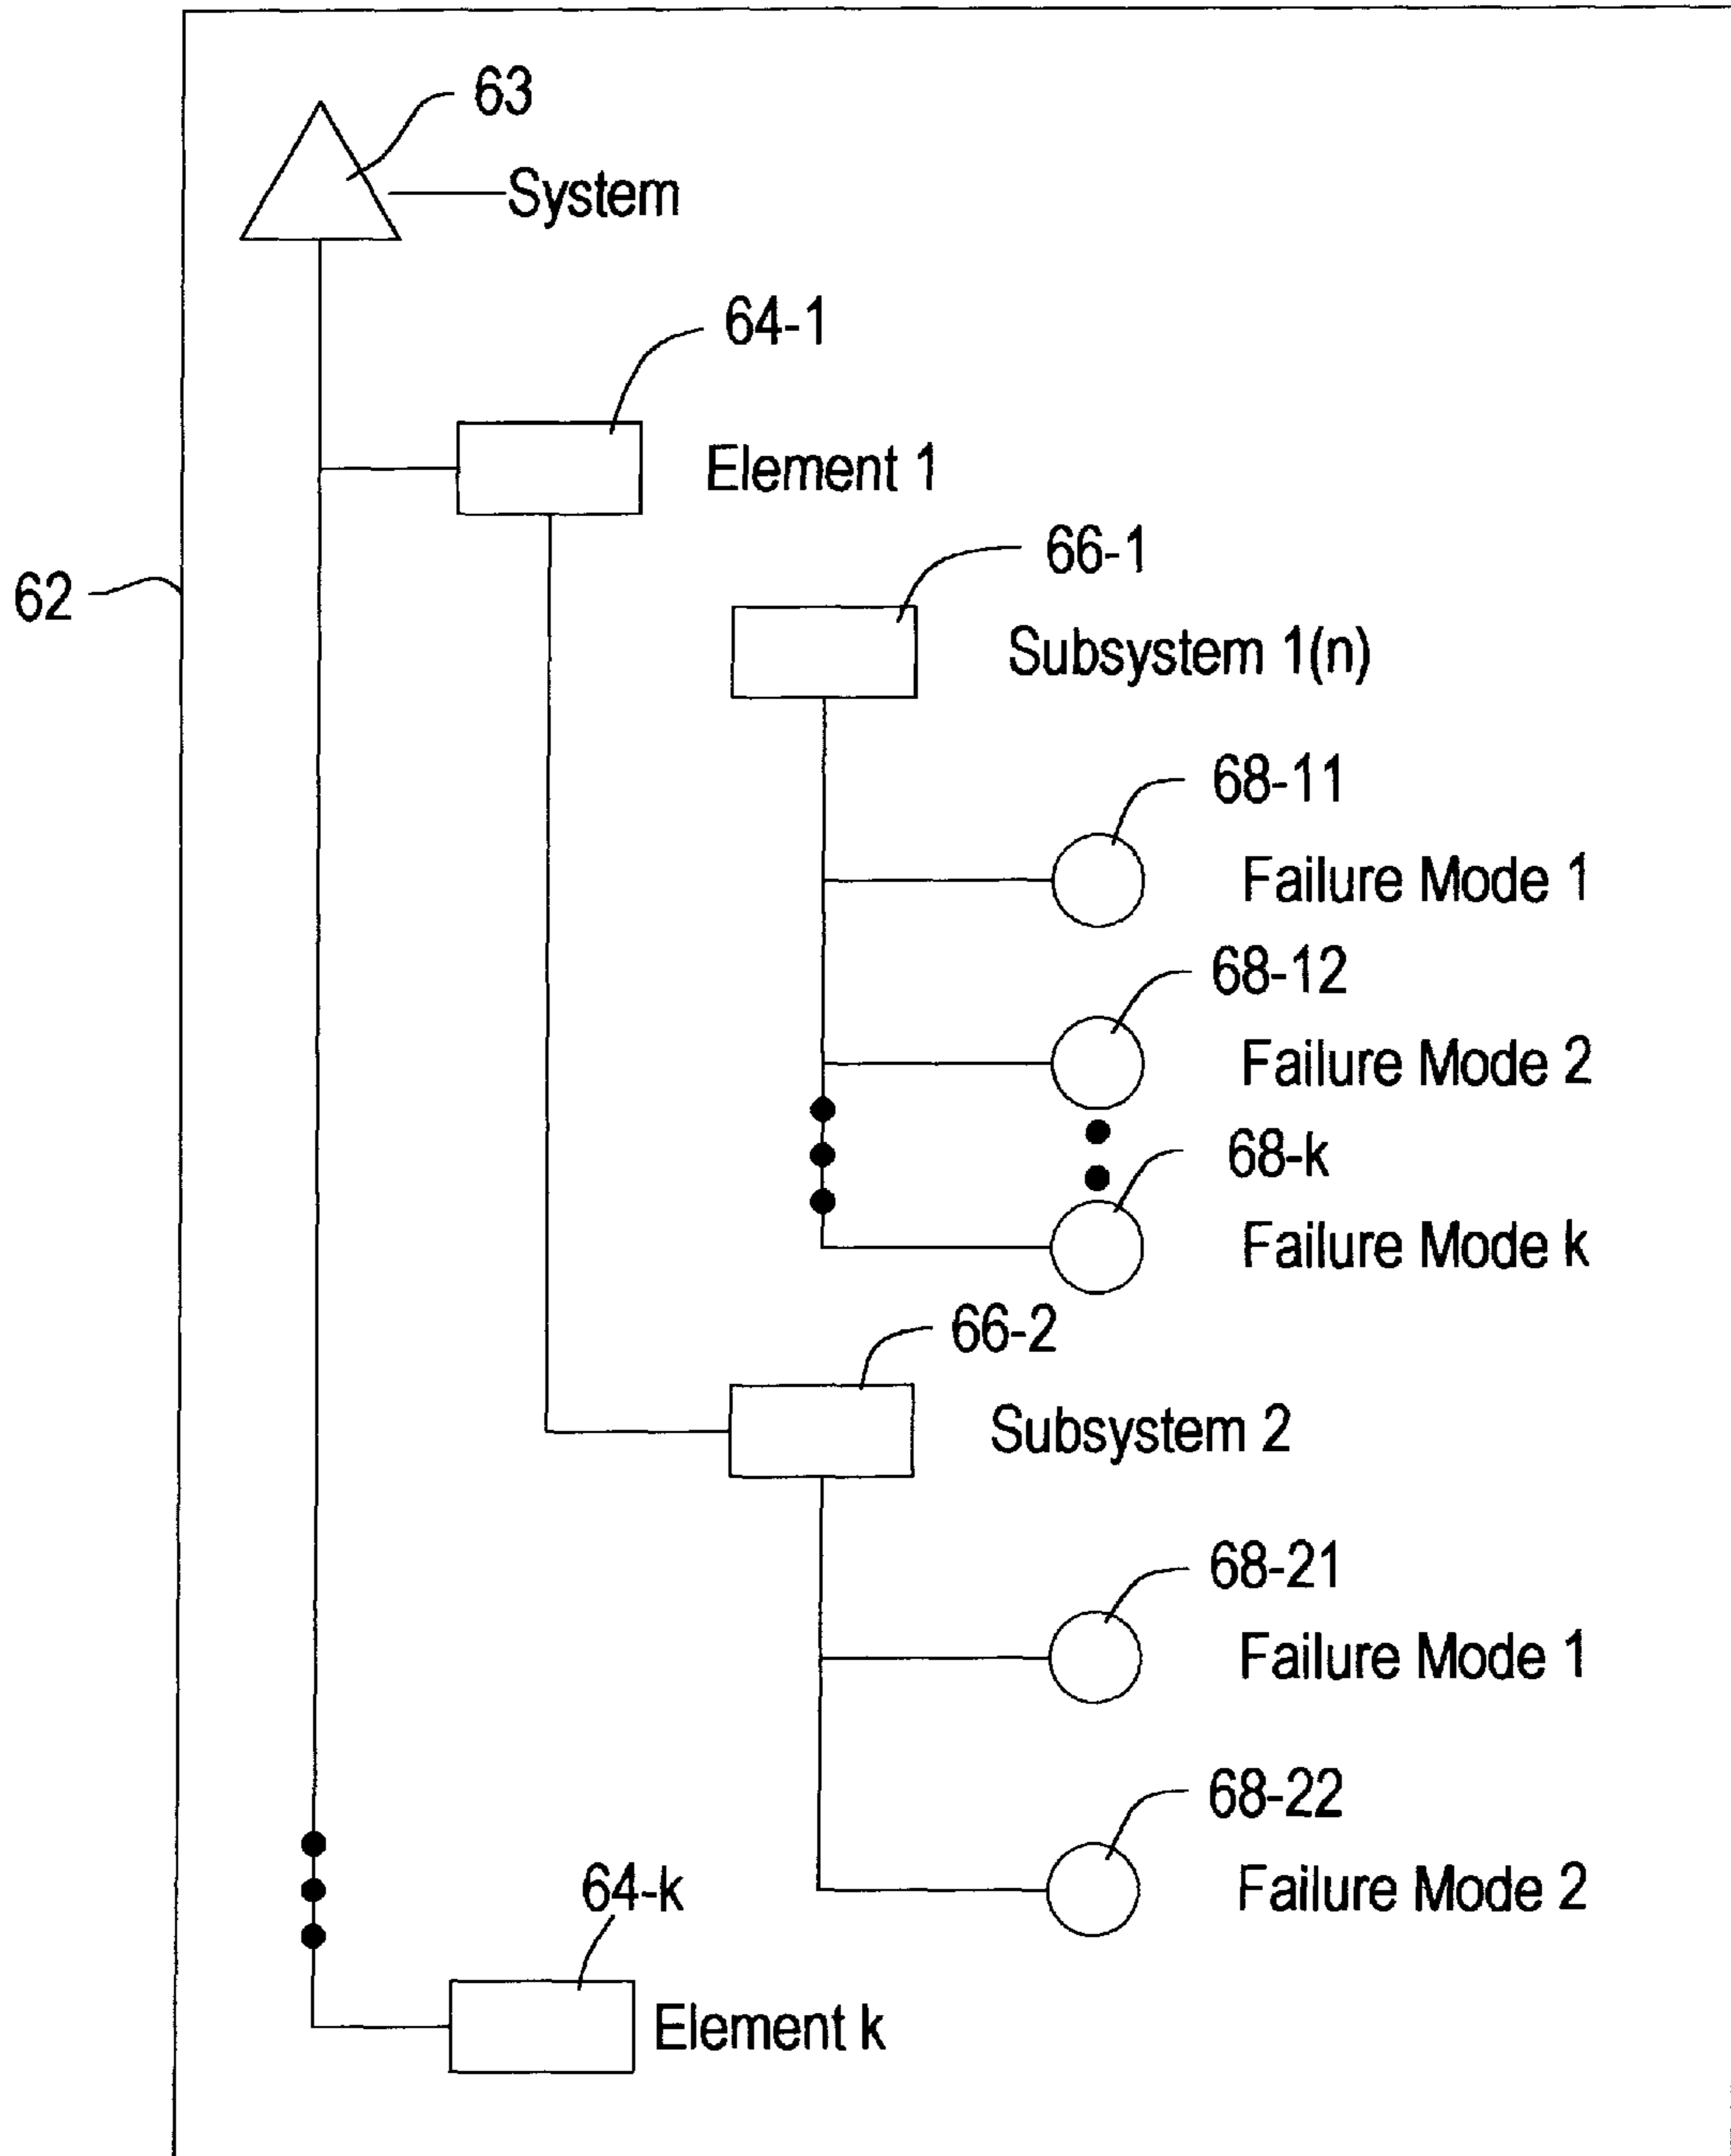 63
System
64-1
Element 1
66-1
62
Subsystem 1(n)
68-11
Failure Mode 1
68-12
Failure Mode 2
68-k
Failure Mode k
66-2
Subsystem 2
68-21
Failure Mode 1
68-22
Failure Mode 2
64-k
Element k